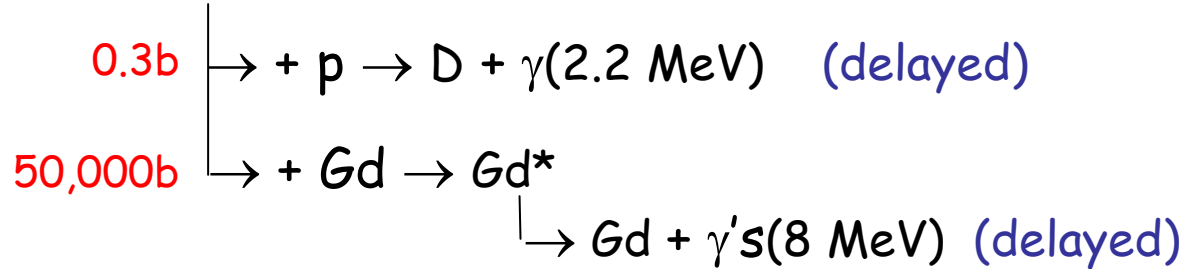 0.3b → + p → D + γ(2.2 MeV) (delayed)
50,000b → + Gd → Gd*
→ Gd + γ's(8 MeV) (delayed)